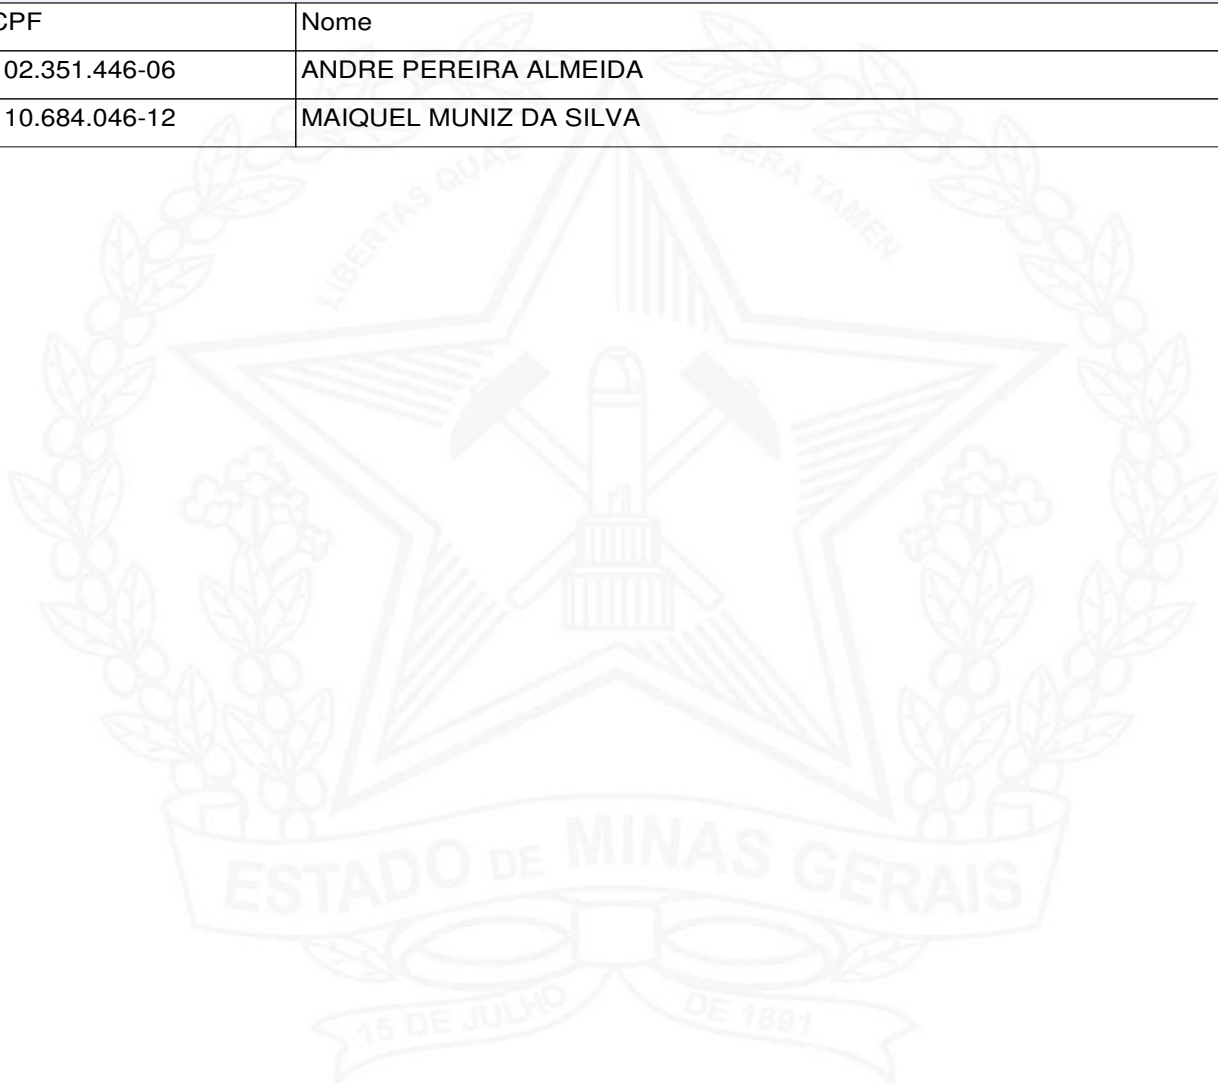 CPF Nome
02.351.446-06 ANDRE PEREIRA ALMEIDA
10.684.046-12 MAIQUEL MUNIZ DA SILVA
LIBERTAS QUAE SERA TAMEN
ESTADO DE MINAS GERAIS
15 DE JULHO DE 1891